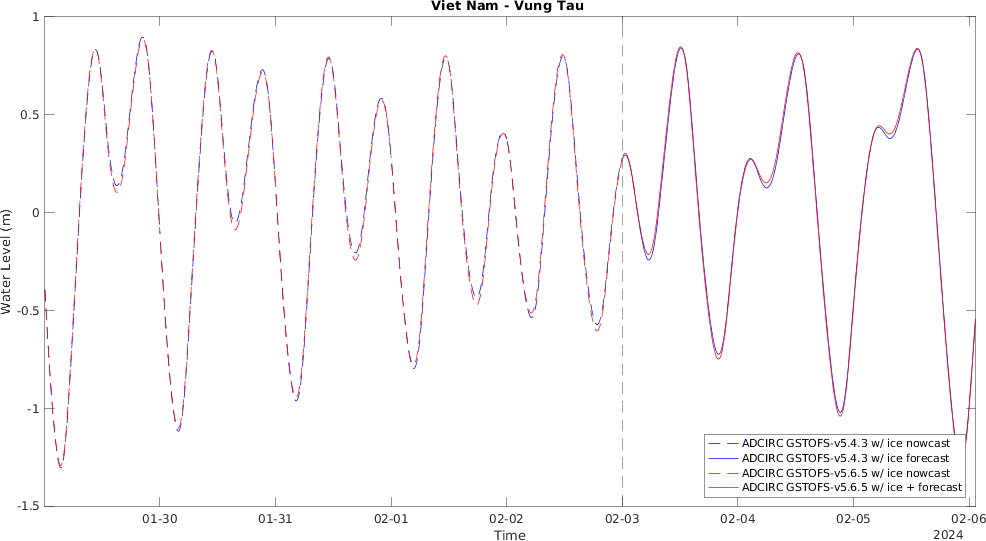 Viet Nam - Vung Tau
1
0.5
0
-0.5
-1
-1.5
Water Level (m)
01-30
01-31
02-01
02-02
02-03
02-04
02-05
02-06
Time
2024
ADCIRC GSTOFS-v5.4.3 w/ ice nowcast
ADCIRC GSTOFS-v5.4.3 w/ ice forecast
ADCIRC GSTOFS-v5.6.5 w/ ice nowcast
ADCIRC GSTOFS-v5.6.5 w/ ice + forecast